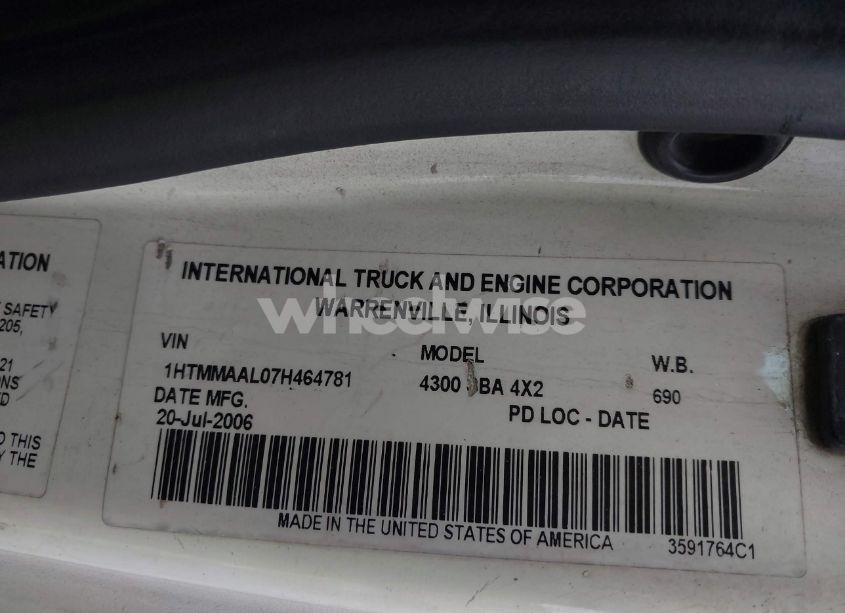 ATION
SAFETY
205,
21
NS
ED
O THIS
Y THE
INTERNATIONAL TRUCK AND ENGINE CORPORATION
WARRENVILLE, ILLINOIS
wheelwise
VIN
MODEL
W.B.
1HTMMAAL07H464781
4300 BA 4X2
690
DATE MFG.
PD LOC - DATE
20-Jul-2006
MADE IN THE UNITED STATES OF AMERICA
3591764C1